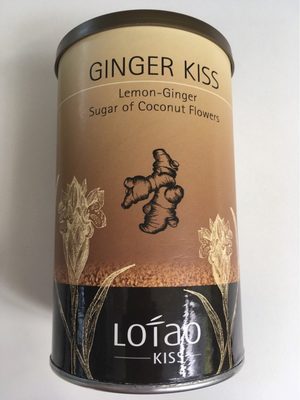 GINGER KISS
Lemon-Ginger
Sugar of Coconut Flowers
LOTAO
KISS